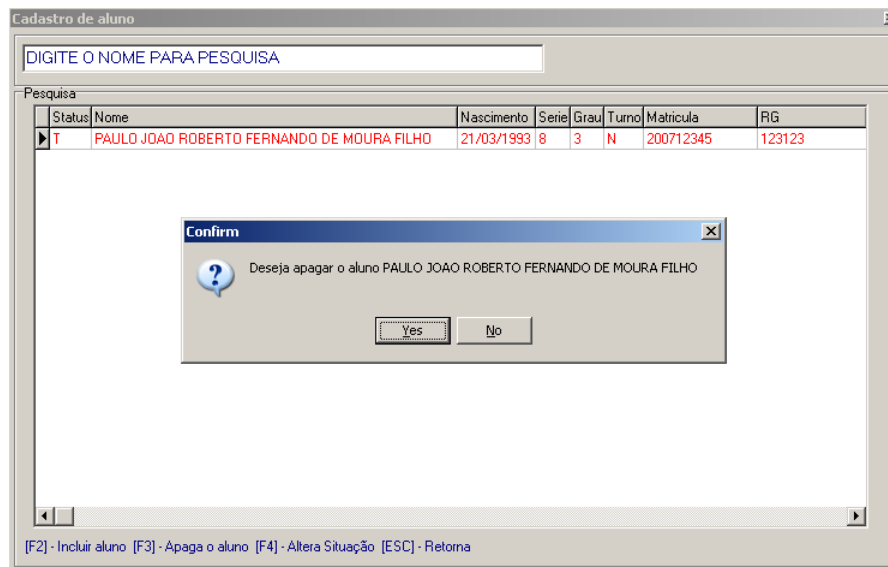 Cadastro de aluno
DIGITE O NOME PARA PESQUISA
Pesquisa
Status Nome Nascimento Serie Grau Turno Matricula RG
T PAULO JOAO ROBERTO FERNANDO DE MOURA FILHO 21/03/1993 8 3 N 200712345 123123
Confirm
Deseja apagar o aluno PAULO JOAO ROBERTO FERNANDO DE MOURA FILHO
Yes No
[F2] - Incluir aluno [F3] - Apaga o aluno [F4] - Altera Situação [ESC] - Retorna